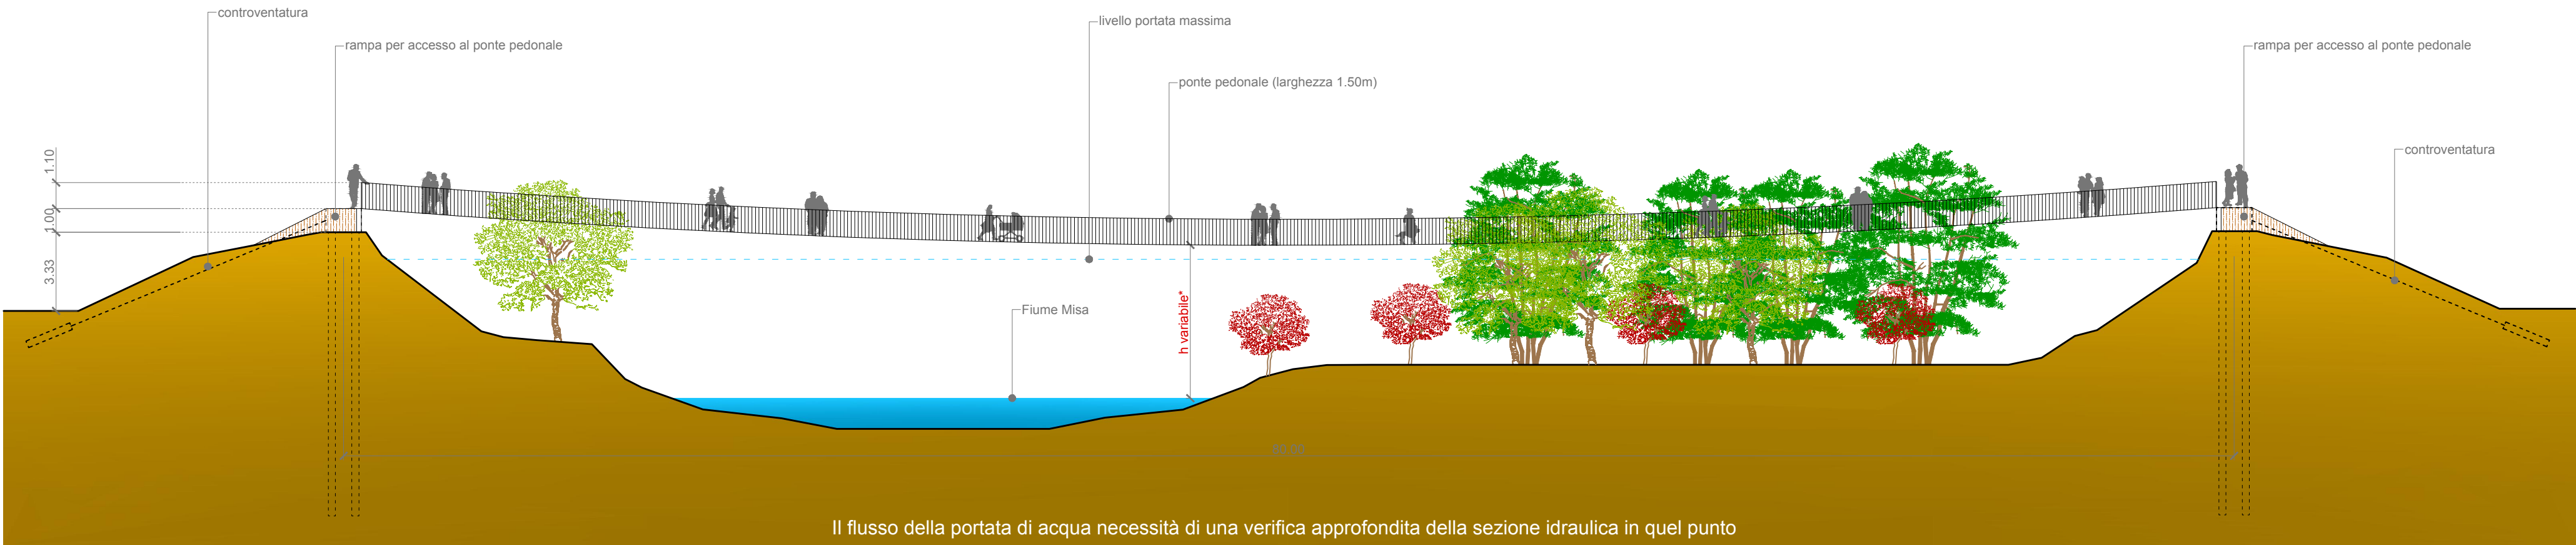 controventatura
livello portata massima
rampa per accesso al ponte pedonale
rampa per accesso al ponte pedonale
ponte pedonale (larghezza 1.50m)
controventatura
1.10
1.00
3.33
Fiume Misa
h variabile*
Il flusso della portata di acqua necessità di una verifica approfondita della sezione idraulica in quel punto